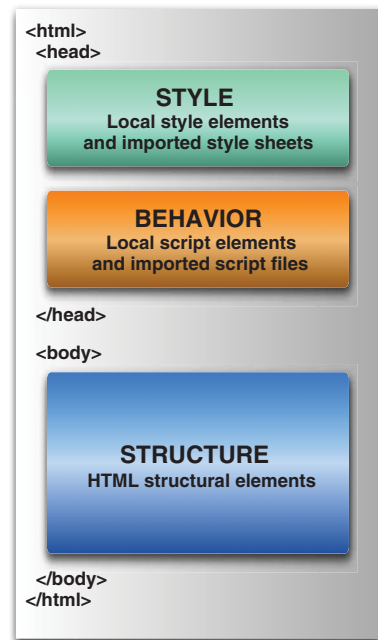 <html>
<head>
STYLE
Local style elements
and imported style sheets
BEHAVIOR
Local script elements
and imported script files
</head>
<body>
STRUCTURE
HTML structural elements
</body>
</html>